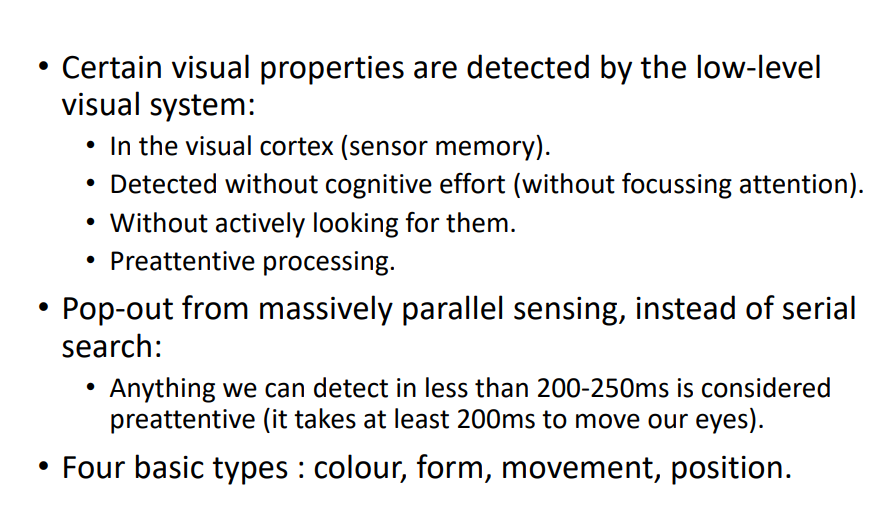 • Certain visual properties are detected by the low-level
visual system:
• In the visual cortex (sensor memory).
• Detected without cognitive effort (without focussing attention).
• Without actively looking for them.
• Preattentive processing.
• Pop-out from massively parallel sensing, instead of serial
search:
• Anything we can detect in less than 200-250ms is considered
preattentive (it takes at least 200ms to move our eyes).
• Four basic types : colour, form, movement, position.